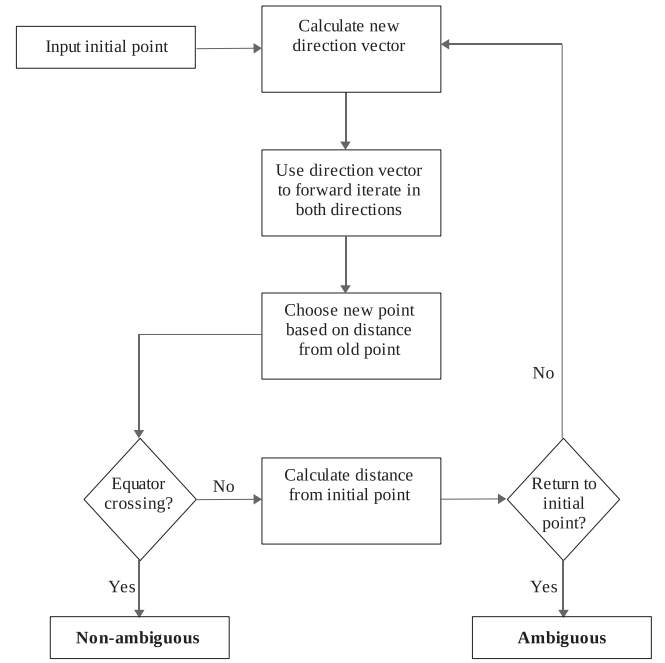 Input initial point
Calculate new
direction vector
Use direction vector
to forward iterate in
both directions
Choose new point
based on distance
from old point
No
Equator
crossing?
No
Calculate distance
from initial point
Return to
initial
point?
Yes
Yes
Non-ambiguous
Ambiguous